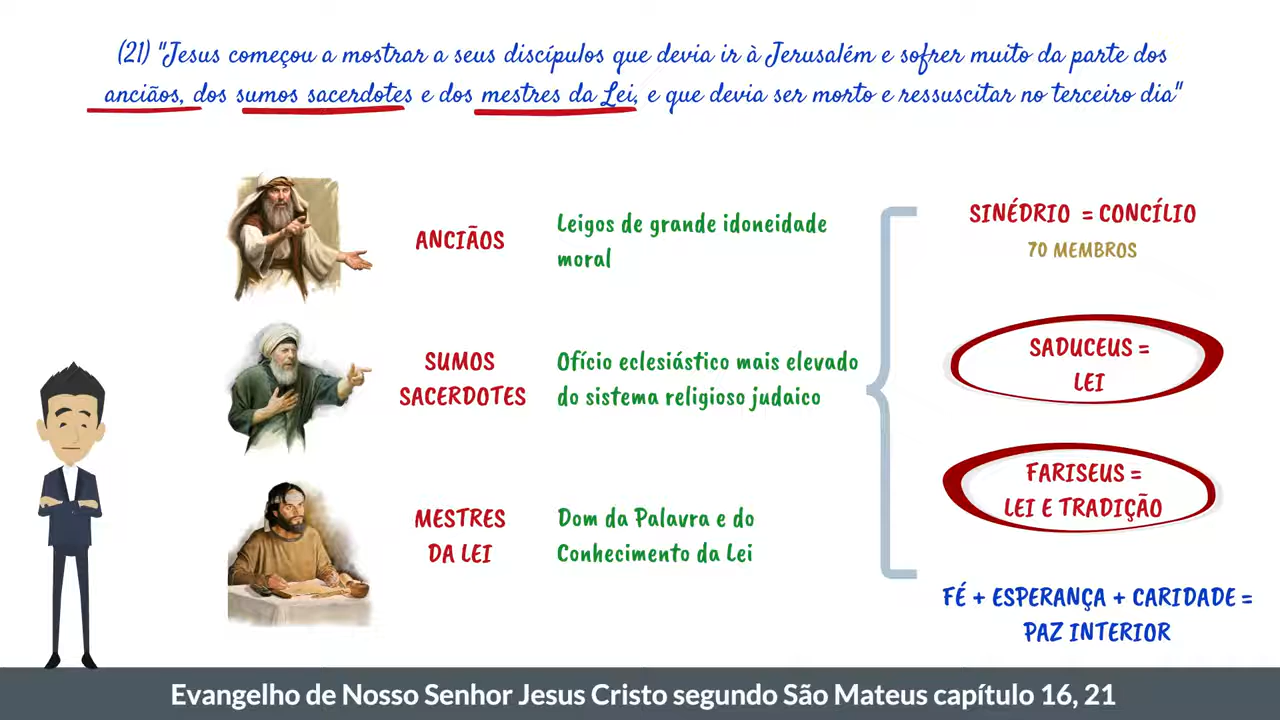 (21) "Jesus começou a mostrar a seus discípulos que devia ir à Jerusalém e sofrer muito da parte dos
anciãos, dos sumos sacerdotes e dos mestres da Lei, e que devia ser morto e ressuscitar no terceiro dia"
ANCIÃOS
Leigos de grande idoneidade
moral
SUMOS
SACERDOTES
Ofício eclesiástico mais elevado
do sistema religioso judaico
MESTRES
DA LEI
Dom da Palavra e do
Conhecimento da Lei
SINÉDRIO = CONCÍLIO
70 MEMBROS
SADUCEUS =
LEI
FARISEUS =
LEI E TRADIÇÃO
FÉ + ESPERANÇA + CARIDADE =
PAZ INTERIOR
Evangelho de Nosso Senhor Jesus Cristo segundo São Mateus capítulo 16, 21